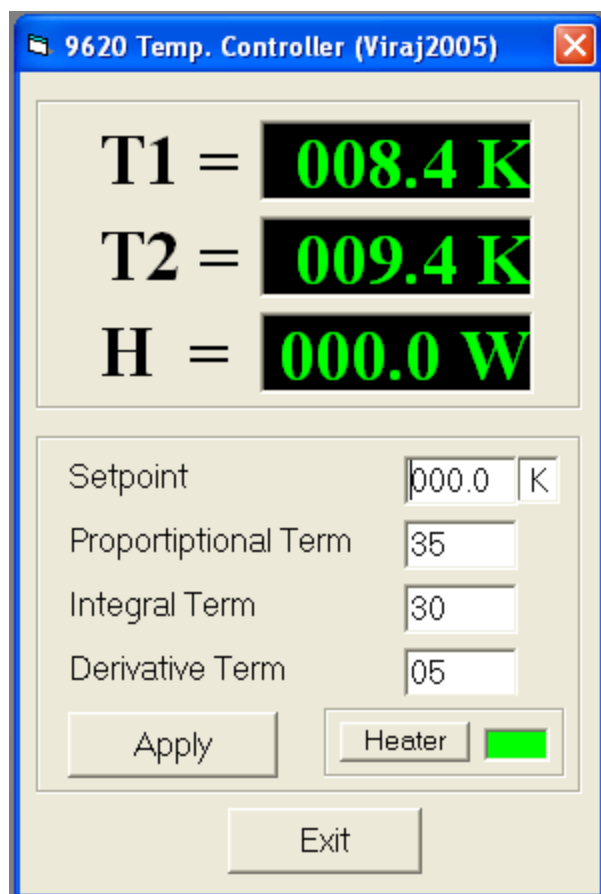 9620 Temp. Controller (Viraj2005)
T1 = 008.4 K
T2 = 009.4 K
H = 000.0 W
Setpoint 000.0 K
Proportiptional Term 35
Integral Term 30
Derivative Term 05
Apply Heater
Exit